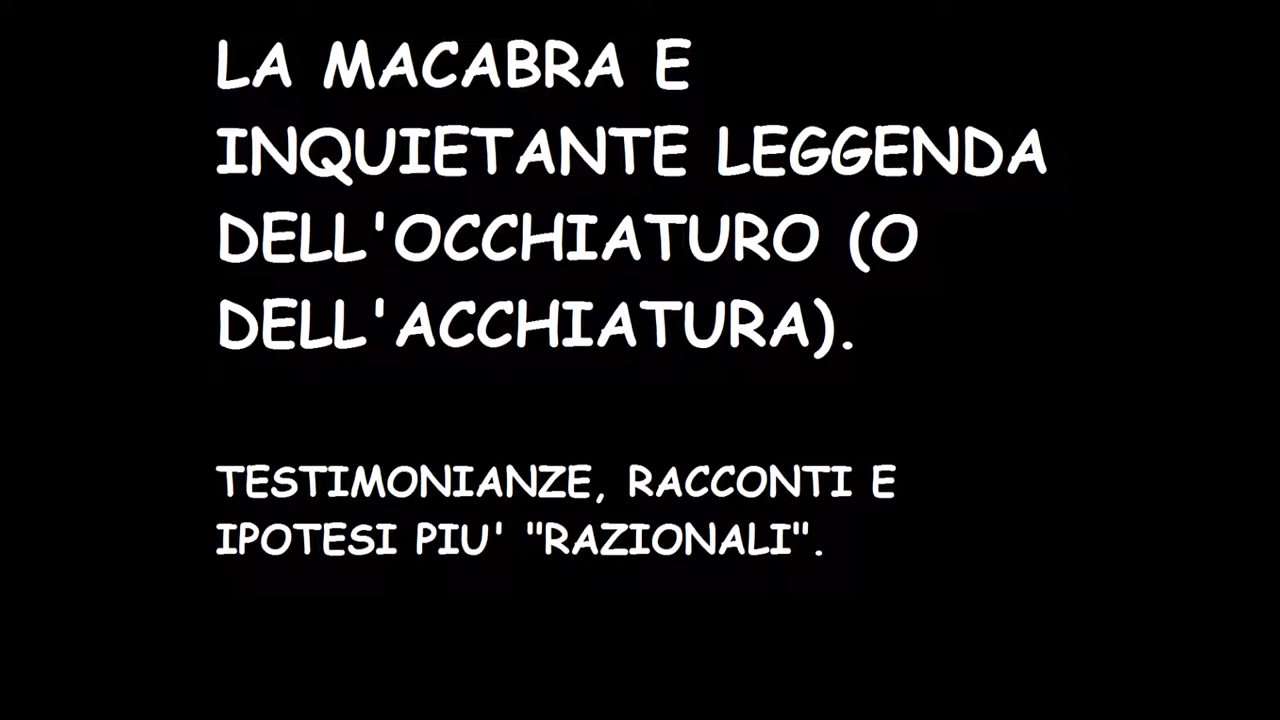 LA MACABRA E
INQUIETANTE LEGGENDA
DELL'OCCHIATURO (O
DELL'ACCHIATURA).
TESTIMONIANZE, RACCONTI E
IPOTESI PIU' "RAZIONALI".